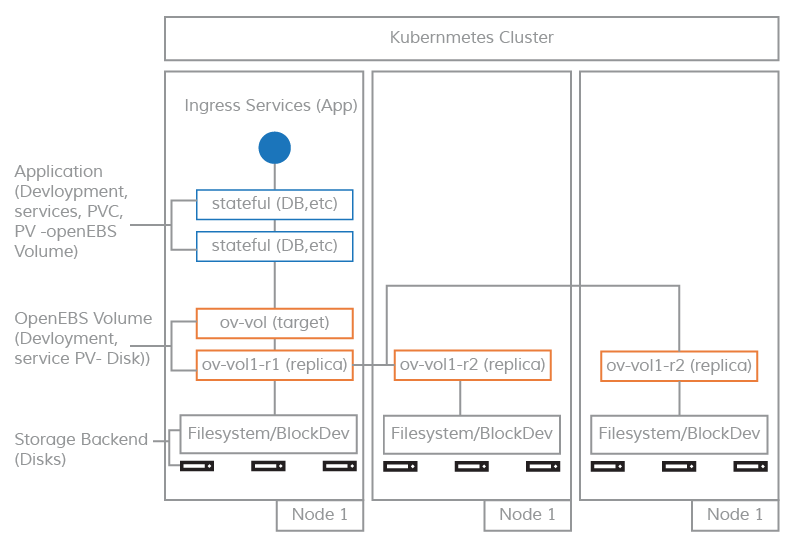 Kubernmetes Cluster
Ingress Services (App)
Application
(Devloypment,
services, PVC,
PV -openEBS
Volume)
stateful (DB,etc)
stateful (DB,etc)
OpenEBS Volume
(Devloyment,
service PV- Disk))
ov-vol (target)
ov-vol1-r1 (replica)
ov-vol1-r2 (replica)
ov-vol1-r2 (replica)
Storage Backend
(Disks)
Filesystem/BlockDev
Filesystem/BlockDev
Filesystem/BlockDev
Node 1
Node 1
Node 1